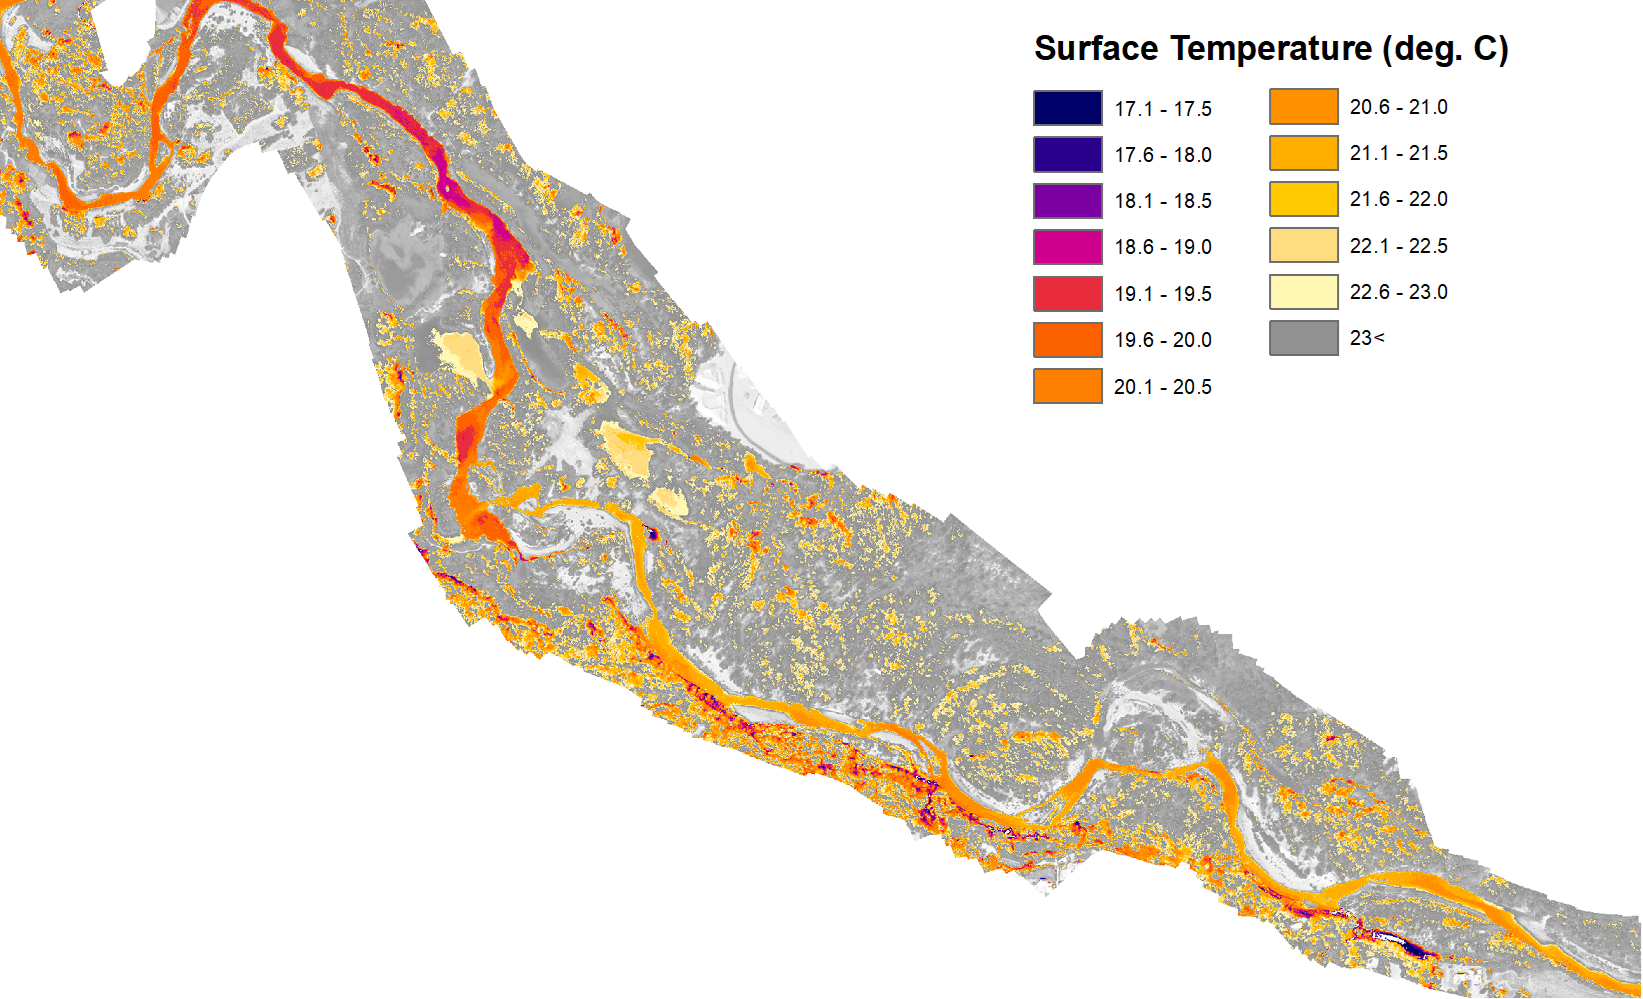 Surface Temperature (deg. C)
17.1 - 17.5
17.6 - 18.0
18.1 - 18.5
18.6 - 19.0
19.1 - 19.5
19.6 - 20.0
20.1 - 20.5
20.6 - 21.0
21.1 - 21.5
21.6 - 22.0
22.1 - 22.5
22.6 - 23.0
23<